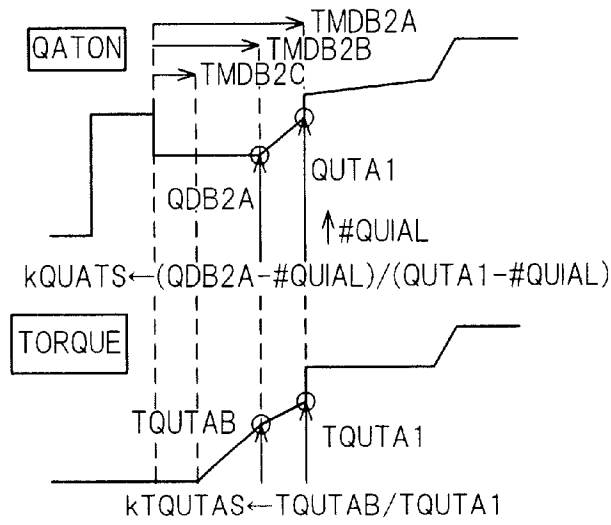 TMDB2A
QATON
TMDB2B
TMDB2C
QUTA1
QDB2A
↑#QUIAL
kQUATS←(QDB2A-#QUIAL)/(QUTA1-#QUIAL)
TORQUE
TQUTAB
TQUTA1
kTQUTAS←TQUTAB/TQUTA1